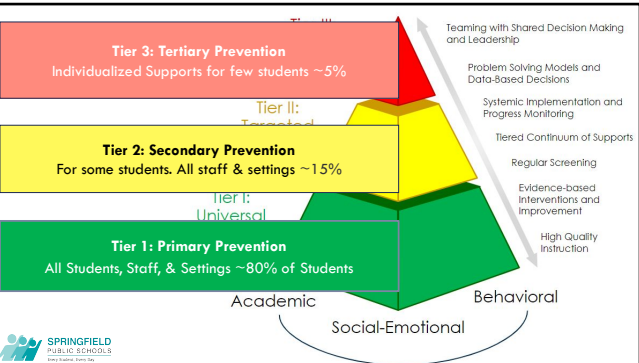 Tier 3: Tertiary Prevention
Individualized Supports for few students ~5%
Tier II:
Tier 2: Secondary Prevention
For some students. All staff & settings ~15%
Tier I:
Universal
Tier 1: Primary Prevention
All Students, Staff, & Settings ~80% of Students
Teaming with Shared Decision Making
and Leadership
Problem Solving Models and
Data-Based Decisions
Systemic Implementation and
Progress Monitoring
Tiered Continuum of Supports
Regular Screening
Evidence-based
Interventions and
Improvement
High Quality
Instruction
Academic
Social-Emotional
Behavioral
SPRINGFIELD
PUBLIC SCHOOLS
Every Student, Every Day